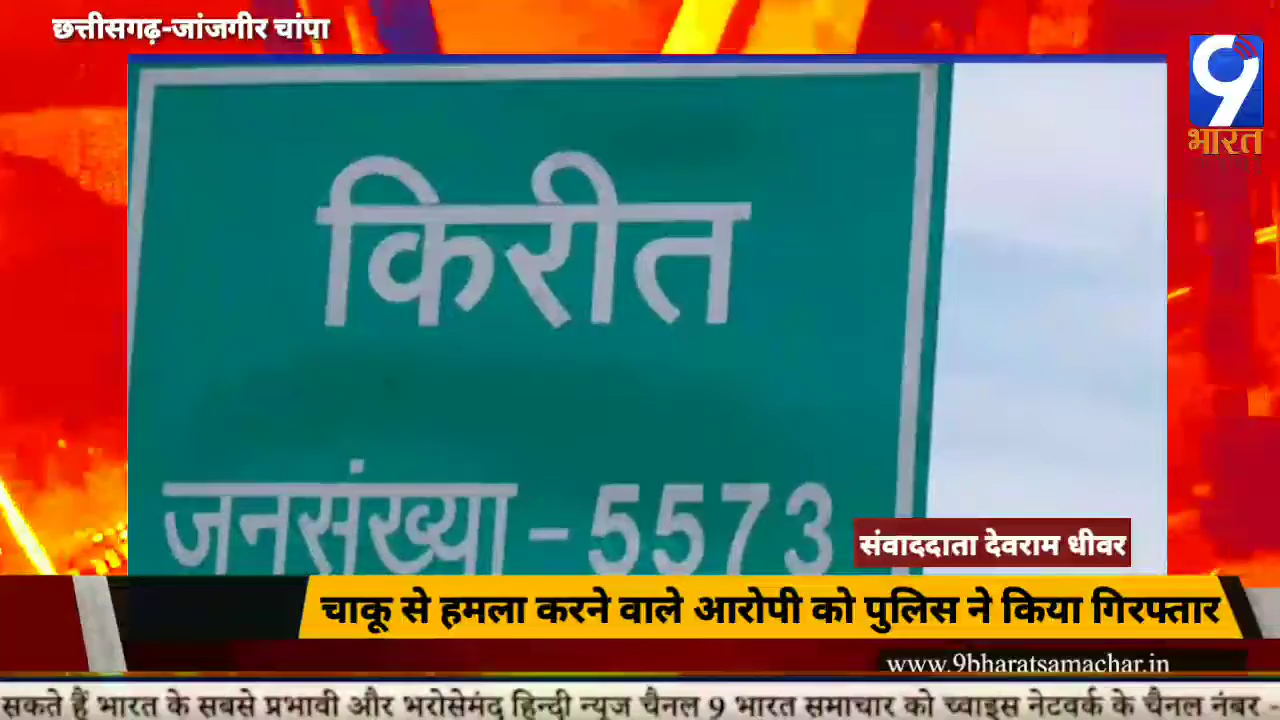 छत्तीसगढ़-जांजगीर चांपा
9
भारत
किरीत
जनसंख्या - 5573
संवाददाता देवराम धीवर
चाकू से हमला करने वाले आरोपी को पुलिस ने किया गिरफ्तार
www.9bharatsamachar.in
सकते हैं भारत के सबसे प्रभावी और भरोसेमंद हिन्दी न्यूज चैनल 9 भारत समाचार को च्वाइस नेटवर्क के चैनल नंबर -